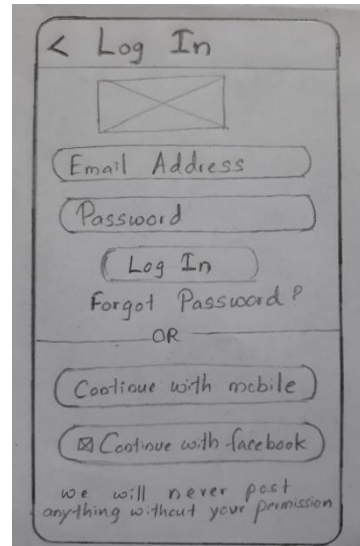 < Log In
Email Address
Password
Log In
Forgot Password?
OR
Continue with mobile
Continue with facebook
we will never post
anything without your permission